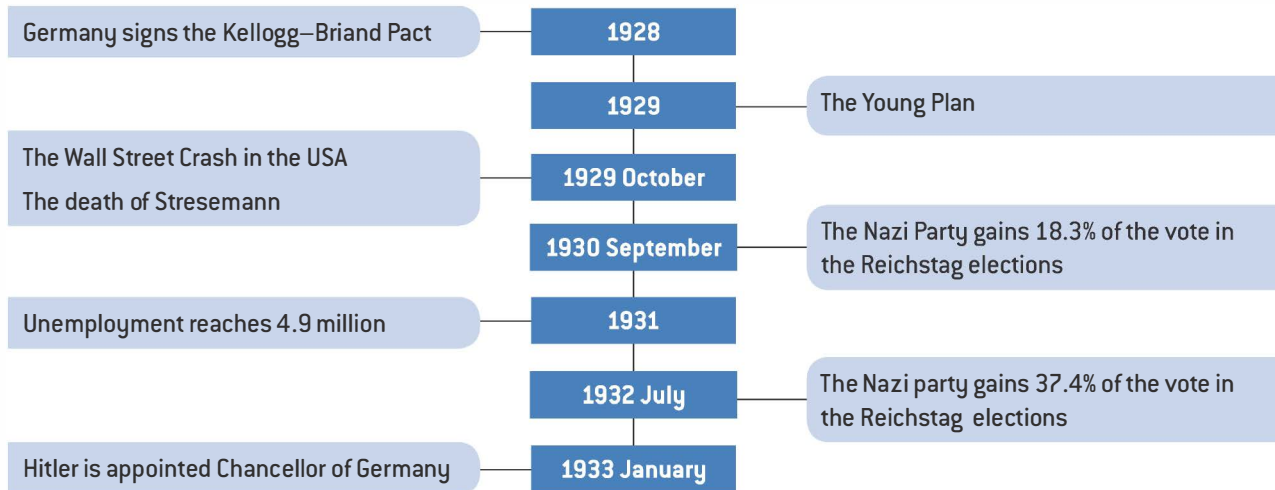 Germany signs the Kellogg–Briand Pact
1928
1929
The Young Plan
The Wall Street Crash in the USA
The death of Stresemann
1929 October
1930 September
The Nazi Party gains 18.3% of the vote in
the Reichstag elections
Unemployment reaches 4.9 million
1931
1932 July
The Nazi party gains 37.4% of the vote in
the Reichstag elections
Hitler is appointed Chancellor of Germany
1933 January